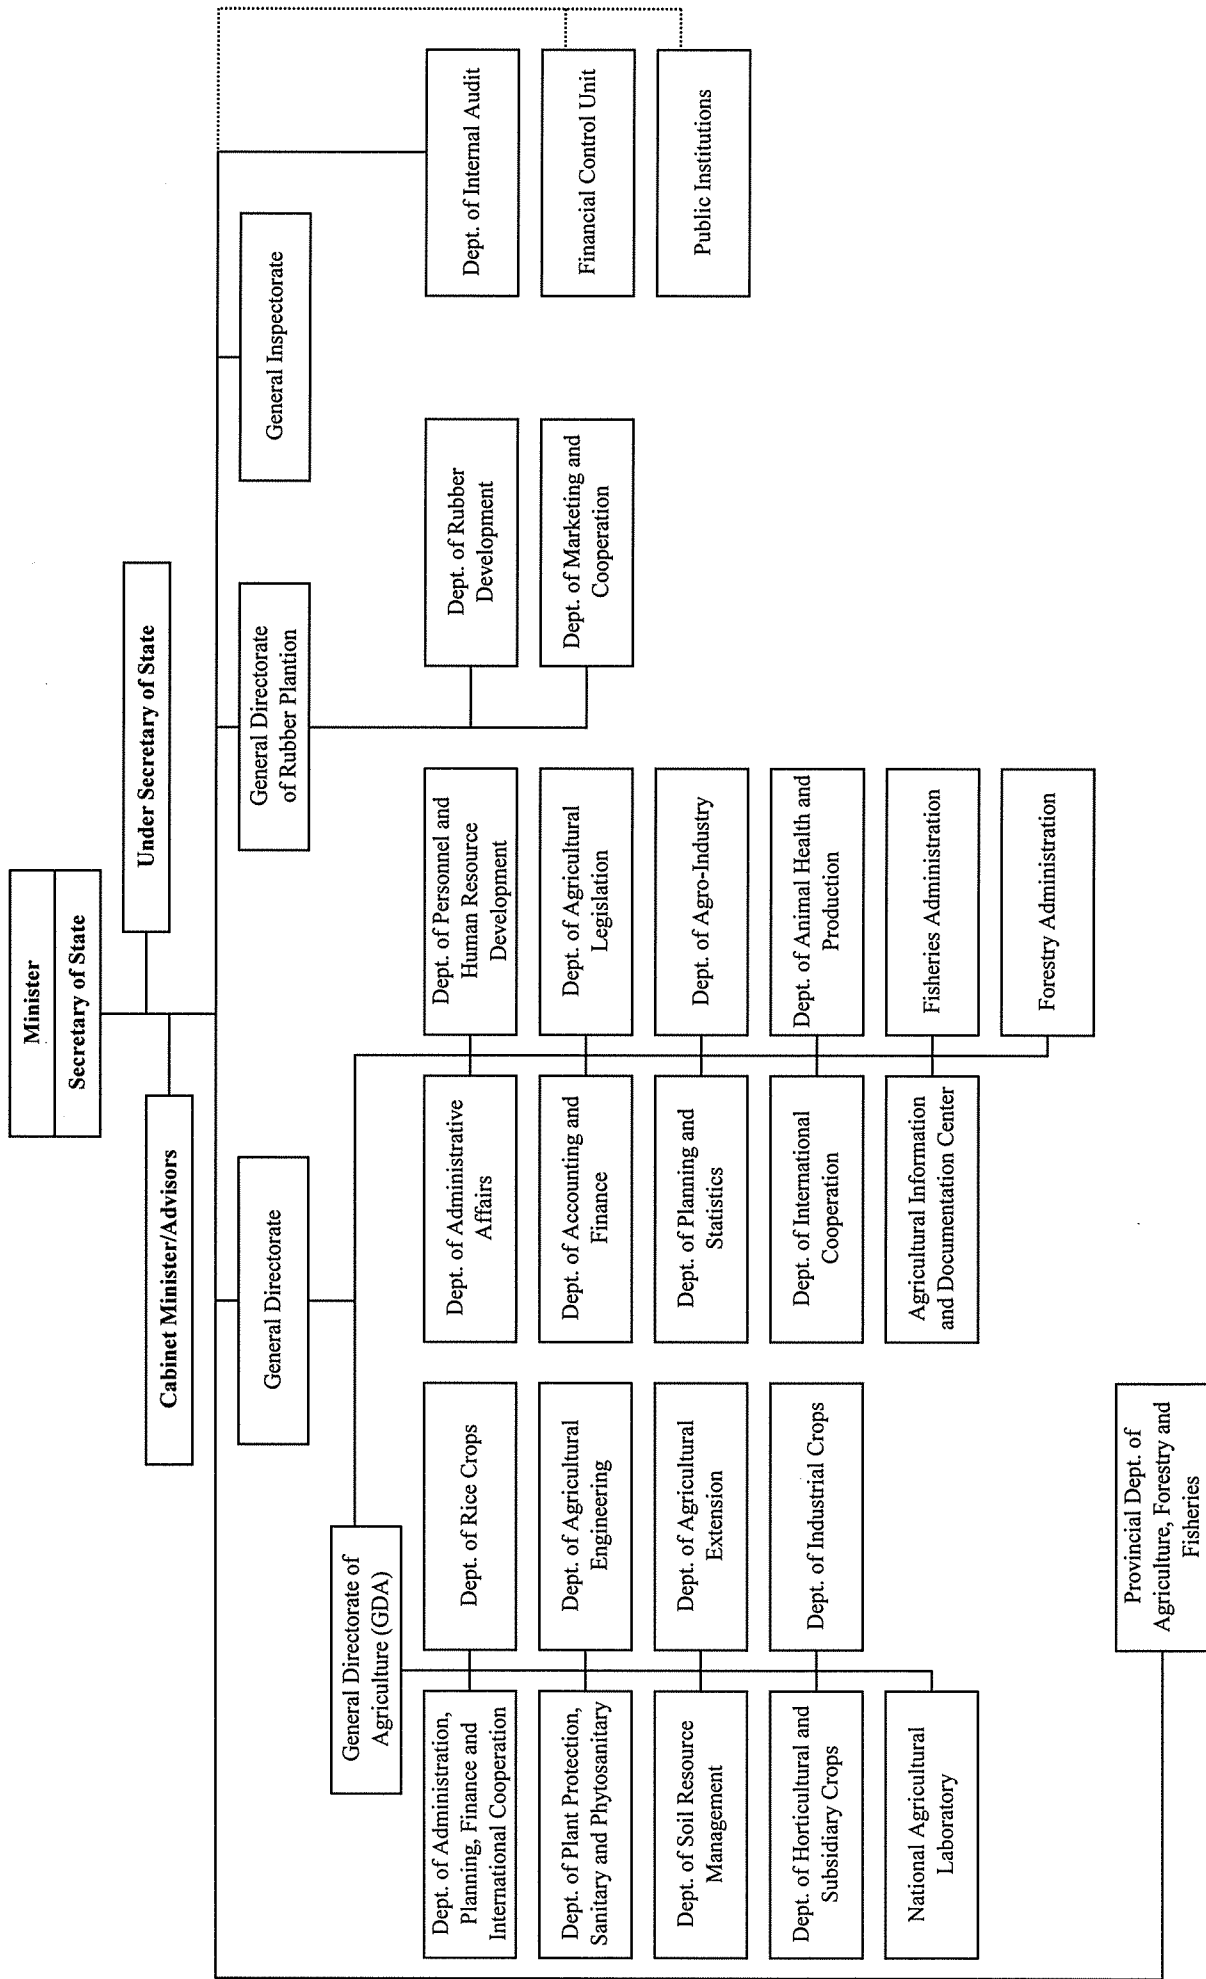 Minister
Secretary of State
Under Secretary of State
Cabinet Minister/Advisors
General Directorate
General Directorate
of Rubber Plantion
General Inspectorate
General Directorate of
Agriculture (GDA)
Dept. of Administration,
Planning, Finance and
International Cooperation
Dept. of Rice Crops
Dept. of Plant Protection,
Sanitary and Phytosanitary
Dept. of Agricultural
Engineering
Dept. of Soil Resource
Management
Dept. of Agricultural
Extension
Dept. of Horticultural and
Subsidiary Crops
Dept. of Industrial Crops
National Agricultural
Laboratory
Dept. of Administrative
Affairs
Dept. of Personnel and
Human Resource
Development
Dept. of Accounting and
Finance
Dept. of Agricultural
Legislation
Dept. of Planning and
Statistics
Dept. of Agro-Industry
Dept. of International
Cooperation
Dept. of Animal Health and
Production
Agricultural Information
and Documentation Center
Fisheries Administration
Forestry Administration
Dept. of Rubber
Development
Dept. of Marketing and
Cooperation
Dept. of Internal Audit
Financial Control Unit
Public Institutions
Provincial Dept. of
Agriculture, Forestry and
Fisheries